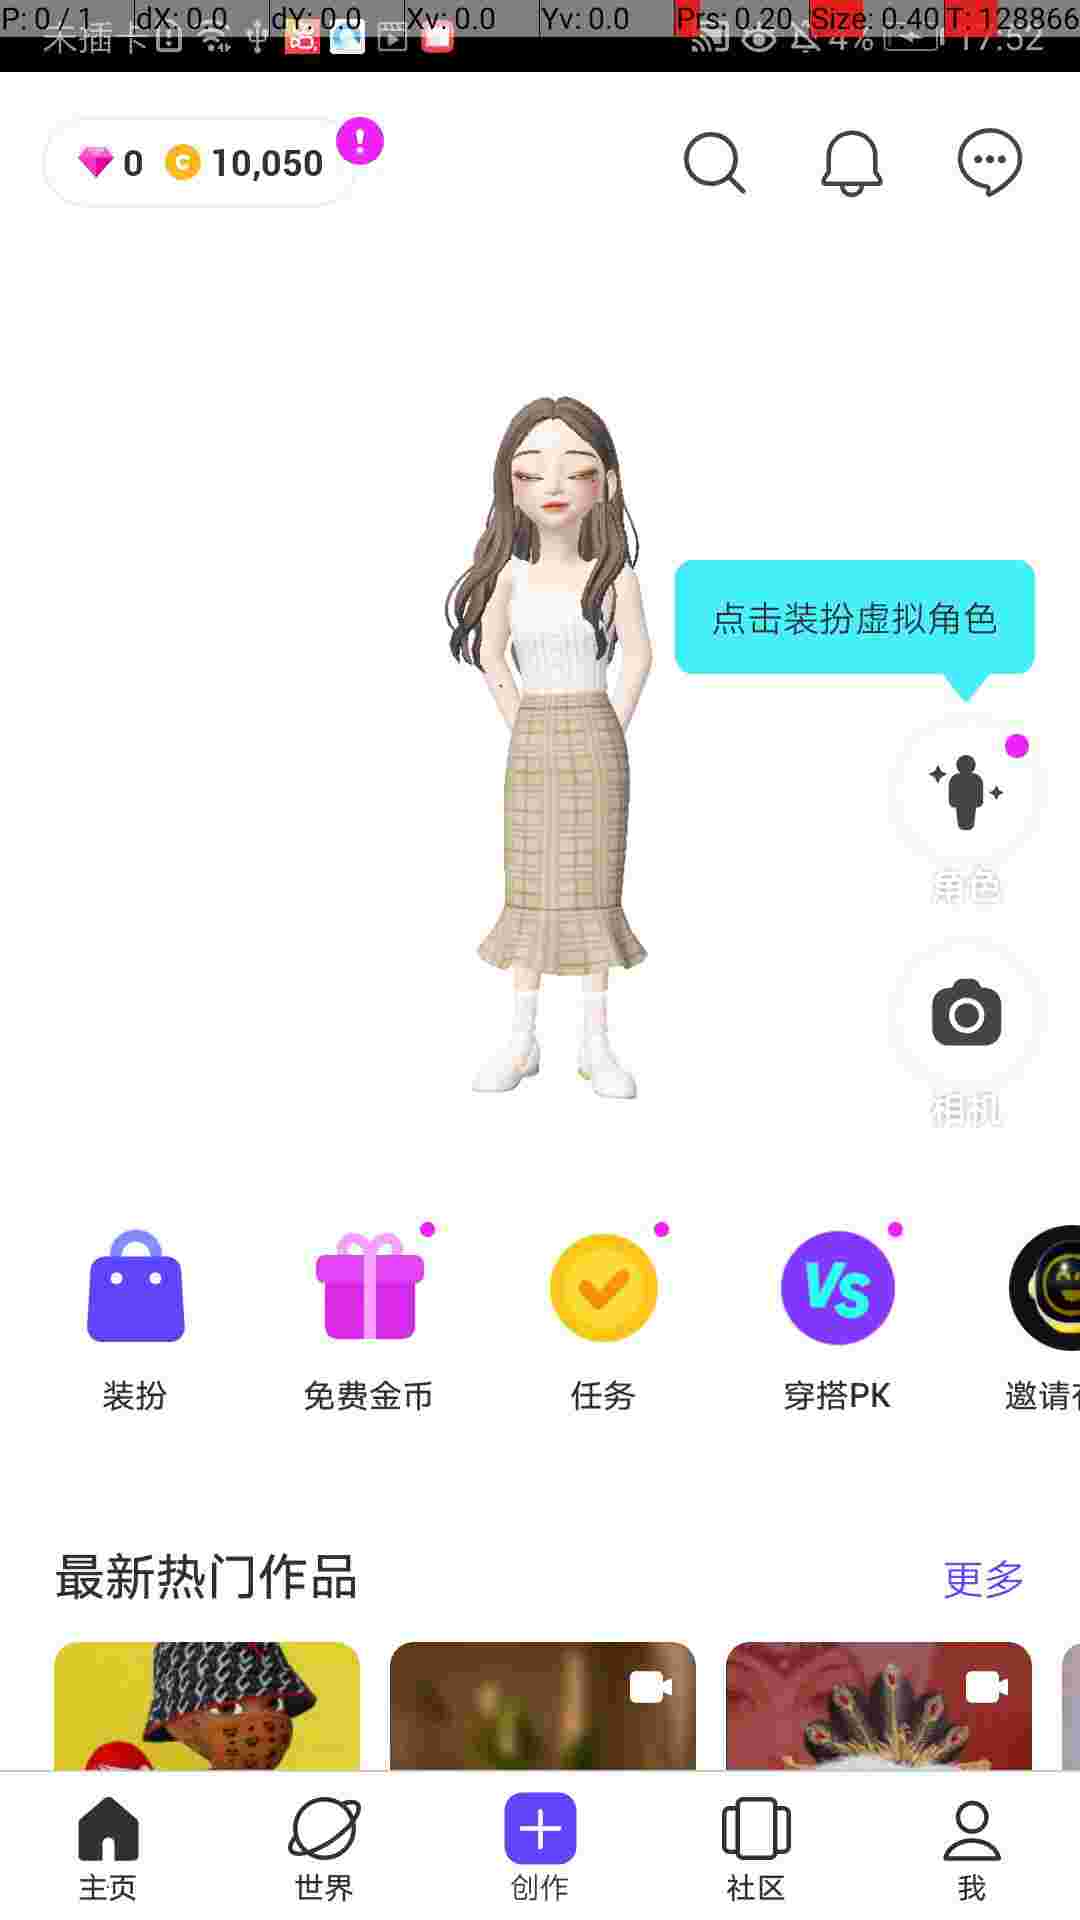 P: 0 / 1 dX: 0.0 dY: 0.0 Xv: 0.0 Yv: 0.0 Prs: 0.20 Size: 0.40 T: 128866
未插卡 4% 17:52
0 10,050
点击装扮虚拟角色
角色
相机
装扮 免费金币 任务 穿搭PK 邀请
最新热门作品 更多
主页 世界 创作 社区 我